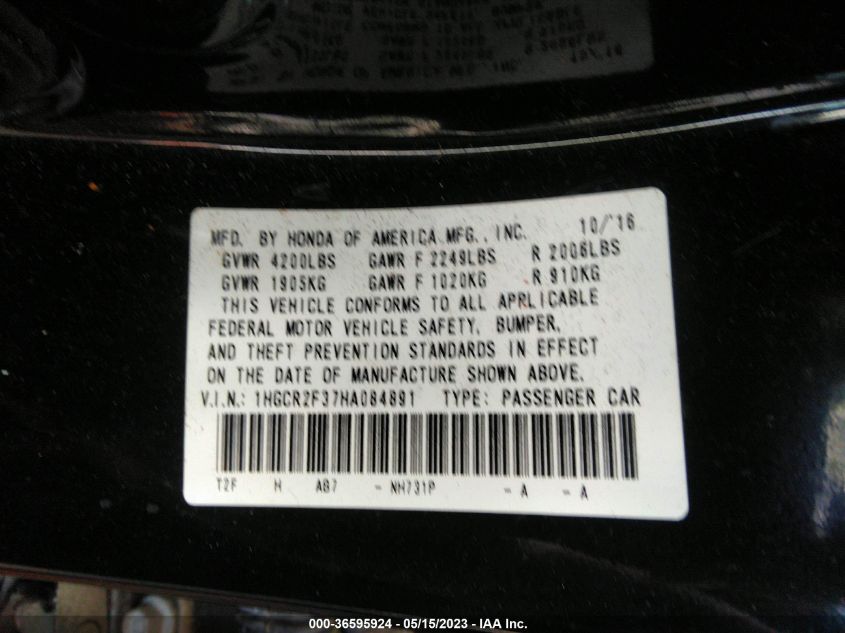 MFD. BY HONDA OF AMERICA MFG., INC. 10/'16
GVWR 4200LBS GAWR F 2249LBS R 2006LBS
GVWR 1905KG GAWR F 1020KG R 910KG
THIS VEHICLE CONFORMS TO ALL APPLICABLE
FEDERAL MOTOR VEHICLE SAFETY, BUMPER,
AND THEFT PREVENTION STANDARDS IN EFFECT
ON THE DATE OF MANUFACTURE SHOWN ABOVE.
V.I.N.: 1HGCR2F37HA084891 TYPE: PASSENGER CAR
T2F H AB7 - NH731P - A - A
000-36595924 - 05/15/2023 - IAA Inc.